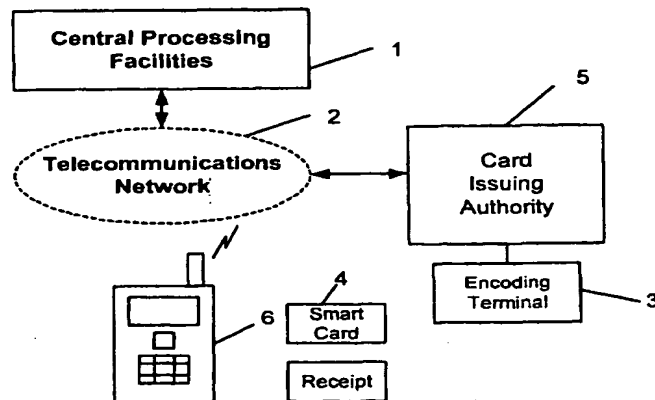 Central Processing
Facilities
1
5
2
Telecommunications
Network
Card
Issuing
Authority
Encoding
Terminal
3
4
6
Smart
Card
Receipt